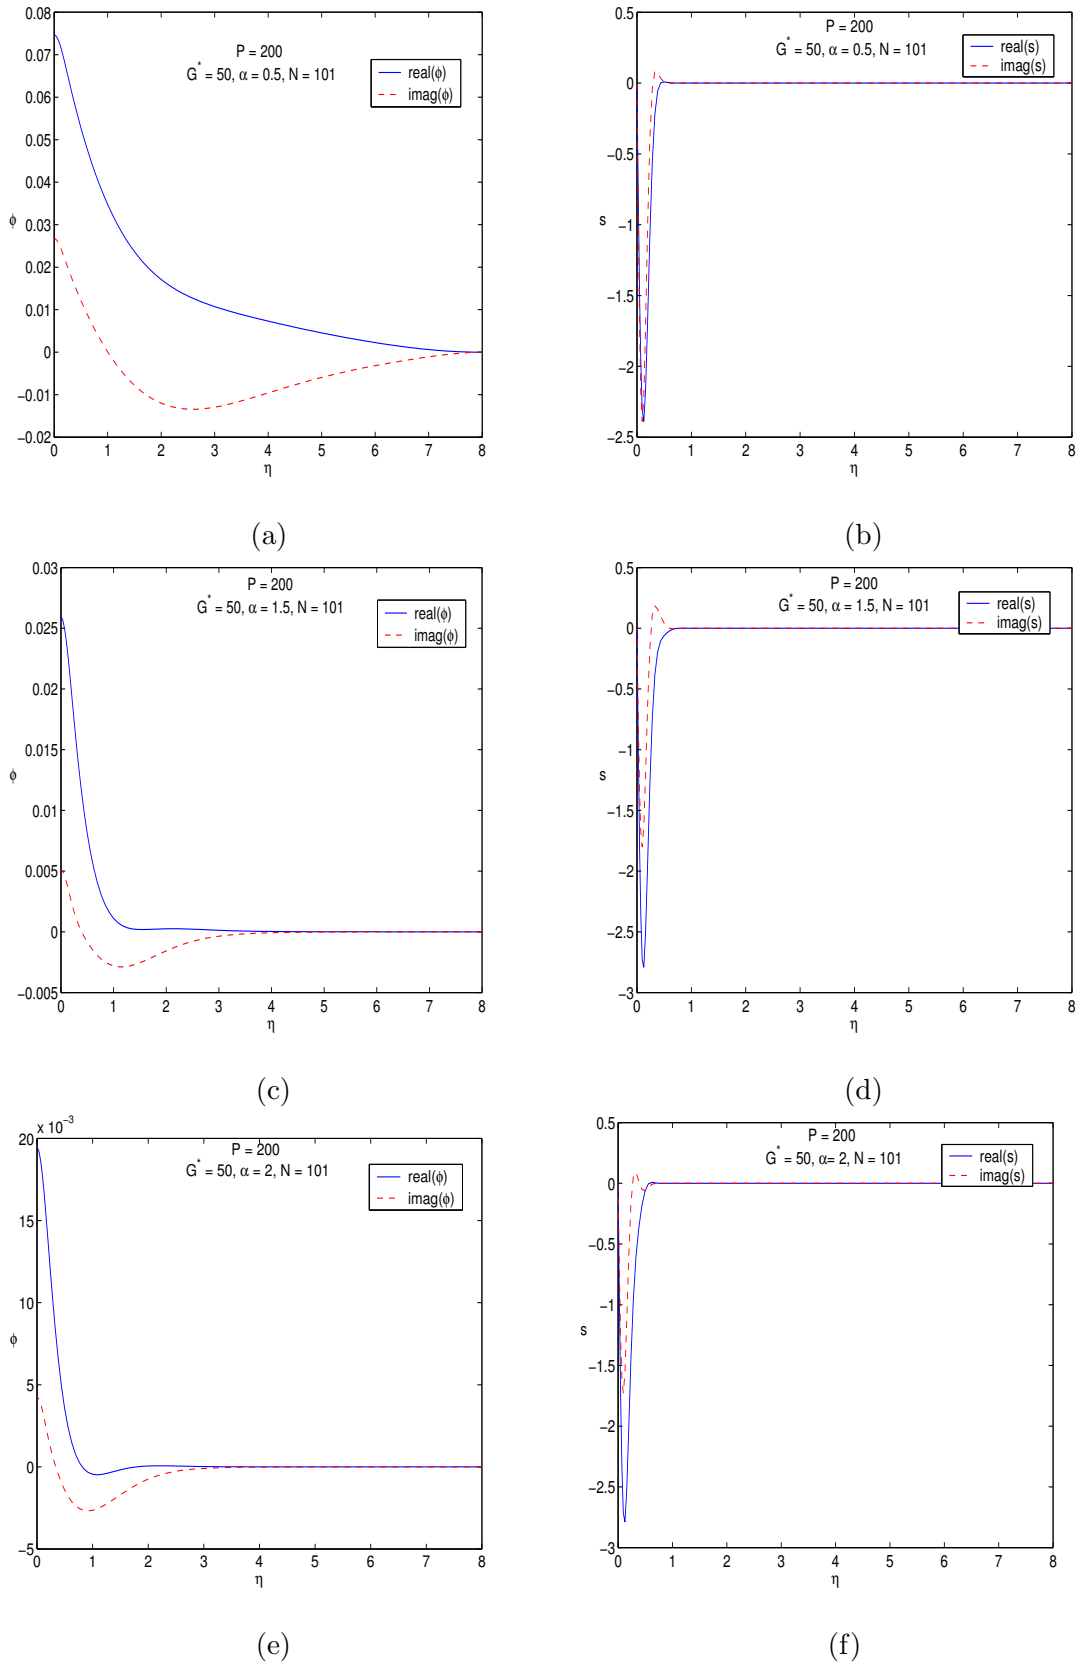 P = 200
G* = 50, α = 0.5, N = 101
real(ϕ)
imag(ϕ)
0.08
0.07
0.06
0.05
0.04
0.03
0.02
0.01
0
−0.01
−0.02
ϕ
0 1 2 3 4 5 6 7 8
η
(a)
P = 200
G* = 50, α = 0.5, N = 101
real(s)
imag(s)
0.5
0
−0.5
−1
−1.5
−2
−2.5
s
0 1 2 3 4 5 6 7 8
η
(b)
P = 200
G* = 50, α = 1.5, N = 101
real(ϕ)
imag(ϕ)
0.03
0.025
0.02
0.015
0.01
0.005
0
−0.005
ϕ
0 1 2 3 4 5 6 7 8
η
(c)
P = 200
G* = 50, α = 1.5, N = 101
real(s)
imag(s)
0.5
0
−0.5
−1
−1.5
−2
−2.5
−3
s
0 1 2 3 4 5 6 7 8
η
(d)
x 10⁻³
P = 200
G* = 50, α = 2, N = 101
real(ϕ)
imag(ϕ)
20
15
10
5
0
−5
ϕ
0 1 2 3 4 5 6 7 8
η
(e)
P = 200
G* = 50, α= 2, N = 101
real(s)
imag(s)
0.5
0
−0.5
−1
−1.5
−2
−2.5
−3
s
0 1 2 3 4 5 6 7 8
η
(f)